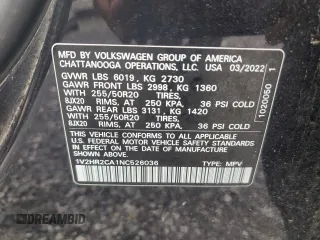 MFD BY VOLKSWAGEN GROUP OF AMERICA
CHATTANOOGA OPERATIONS, LLC. USA 03/2022
GVWR LBS 6019, KG 2730
GAWR FRONT LBS 2998, KG 1360
WITH 255/50R20 TIRES,
8JX20 RIMS, AT 250 KPA, 36 PSI COLD
GAWR REAR LBS 3131, KG 1420
WITH 255/50R20 TIRES,
8JX20 RIMS, AT 250 KPA, 36 PSI COLD
THIS VEHICLE CONFORMS TO ALL APPLICABLE
FEDERAL MOTOR VEHICLE SAFETY STANDARDS
IN EFFECT ON THE DATE OF
MANUFACTURE SHOWN ABOVE.
1V2HR2CA1NC526036 TYPE: MPV
1020050 1
DREAMBID